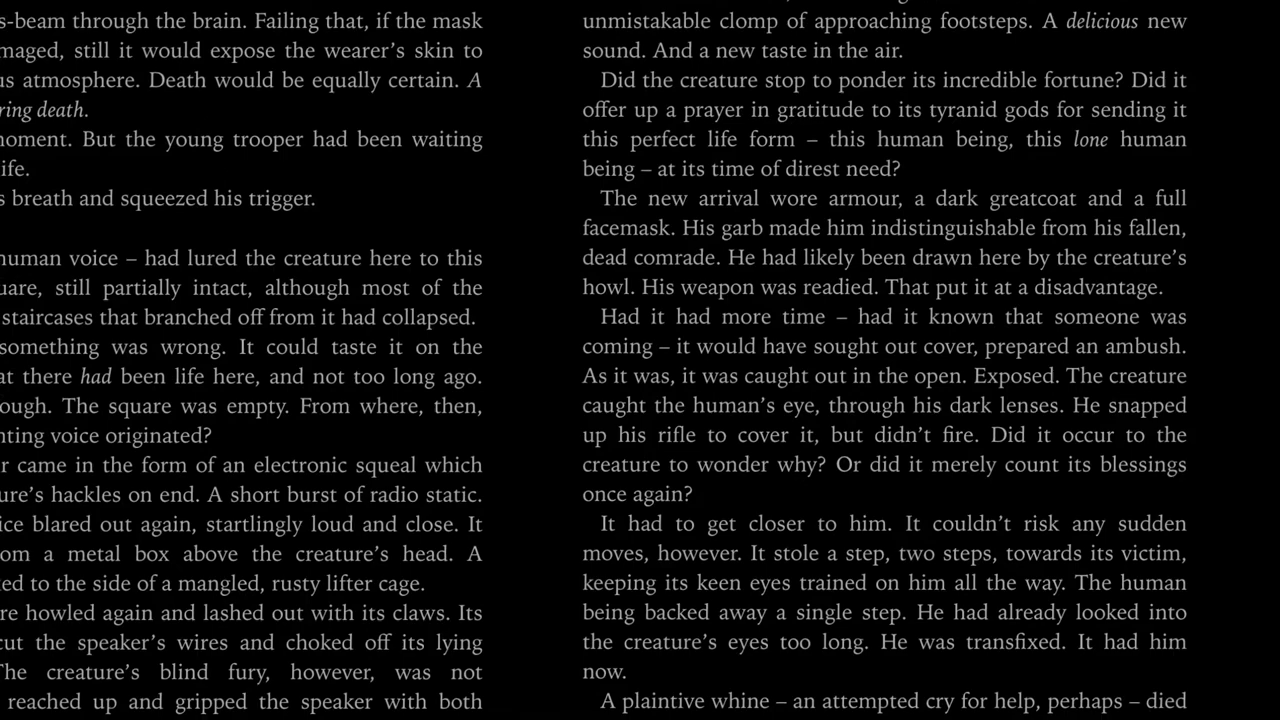 s-beam through the brain. Failing that, if the mask
maged, still it would expose the wearer's skin to
us atmosphere. Death would be equally certain. A
ring death.
moment. But the young trooper had been waiting
ife.
s breath and squeezed his trigger.
human voice – had lured the creature here to this
uare, still partially intact, although most of the
staircases that branched off from it had collapsed.
something was wrong. It could taste it on the
at there had been life here, and not too long ago.
ough. The square was empty. From where, then,
nting voice originated?
r came in the form of an electronic squeal which
ure's hackles on end. A short burst of radio static.
ice blared out again, startlingly loud and close. It
om a metal box above the creature's head. A
ed to the side of a mangled, rusty lifter cage.
re howled again and lashed out with its claws. Its
cut the speaker's wires and choked off its lying
The creature's blind fury, however, was not
reached up and gripped the speaker with both
unmistakable clomp of approaching footsteps. A delicious new
sound. And a new taste in the air.
Did the creature stop to ponder its incredible fortune? Did it
offer up a prayer in gratitude to its tyranid gods for sending it
this perfect life form – this human being, this lone human
being – at its time of direst need?
The new arrival wore armour, a dark greatcoat and a full
facemask. His garb made him indistinguishable from his fallen,
dead comrade. He had likely been drawn here by the creature's
howl. His weapon was readied. That put it at a disadvantage.
Had it had more time – had it known that someone was
coming – it would have sought out cover, prepared an ambush.
As it was, it was caught out in the open. Exposed. The creature
caught the human's eye, through his dark lenses. He snapped
up his rifle to cover it, but didn't fire. Did it occur to the
creature to wonder why? Or did it merely count its blessings
once again?
It had to get closer to him. It couldn't risk any sudden
moves, however. It stole a step, two steps, towards its victim,
keeping its keen eyes trained on him all the way. The human
being backed away a single step. He had already looked into
the creature's eyes too long. He was transfixed. It had him
now.
A plaintive whine – an attempted cry for help, perhaps – died